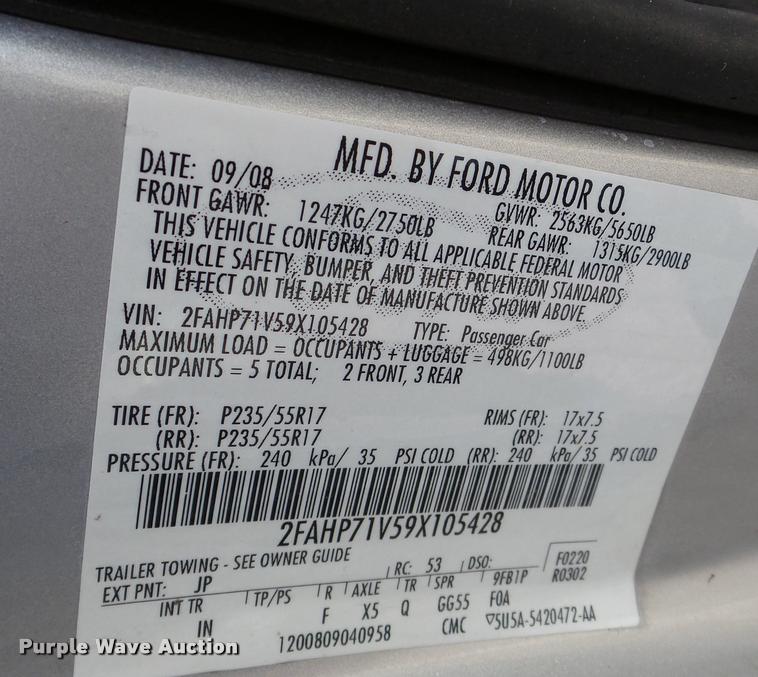 MFD. BY FORD MOTOR CO.
DATE: 09/08 GVWR: 2563KG/5650LB
FRONT GAWR: 1247KG/2750LB REAR GAWR: 1315KG/2900LB
THIS VEHICLE CONFORMS TO ALL APPLICABLE FEDERAL MOTOR
VEHICLE SAFETY, BUMPER, AND THEFT PREVENTION STANDARDS
IN EFFECT ON THE DATE OF MANUFACTURE SHOWN ABOVE.
VIN: 2FAHP71V59X105428 TYPE: Passenger Car
MAXIMUM LOAD = OCCUPANTS + LUGGAGE = 498KG/1100LB
OCCUPANTS = 5 TOTAL; 2 FRONT, 3 REAR
TIRE (FR): P235/55R17 RIMS (FR): 17x7.5
(RR): P235/55R17 (RR): 17x7.5
PRESSURE (FR): 240 kPa/ 35 PSI COLD (RR): 240 kPa/ 35 PSI COLD
2FAHP71V59X105428
TRAILER TOWING - SEE OWNER GUIDE F0220
EXT PNT: JP RC: 53 DSO: R0302
INT TR TP/PS R AXLE TR SPR 9FB1P
IN F X5 Q GG55 F0A
1200809040958 CMC ▽5U5A-5420472-AA
Purple Wave Auction